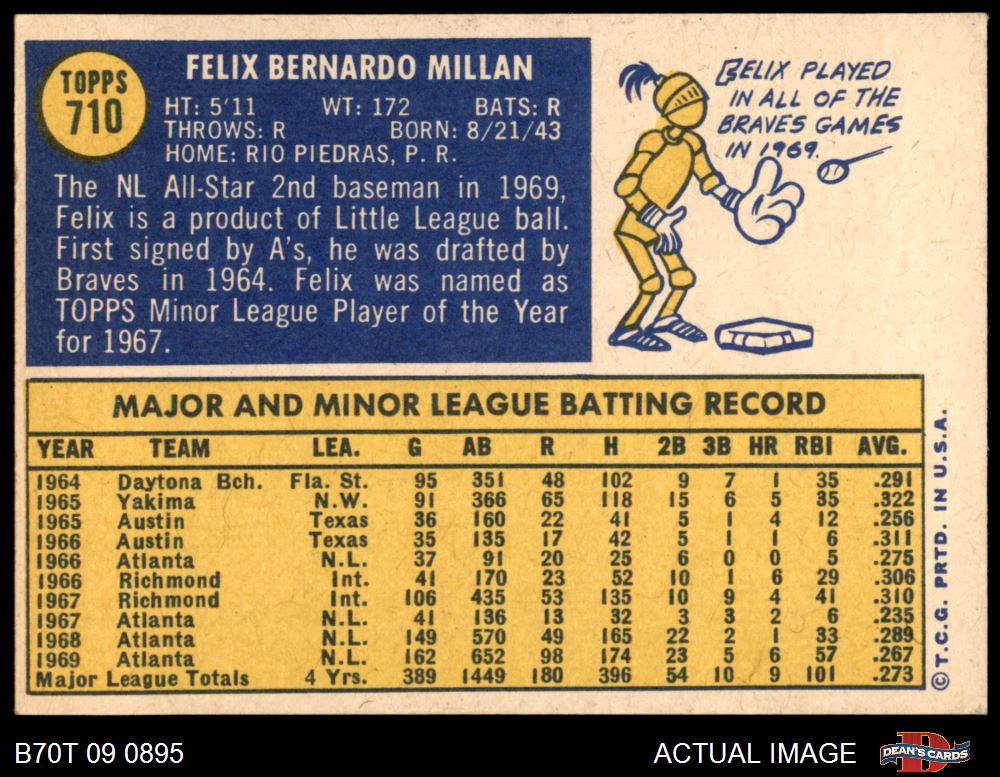 TOPPS
710
FELIX BERNARDO MILLAN
HT: 5'11 WT: 172 BATS: R
THROWS: R BORN: 8/21/43
HOME: RIO PIEDRAS, P. R.
The NL All-Star 2nd baseman in 1969,
Felix is a product of Little League ball.
First signed by A's, he was drafted by
Braves in 1964. Felix was named as
TOPPS Minor League Player of the Year
for 1967.
FELIX PLAYED
IN ALL OF THE
BRAVES GAMES
IN 1969.
MAJOR AND MINOR LEAGUE BATTING RECORD
YEAR TEAM LEA. G AB R H 2B 3B HR RBI AVG.
1964 Daytona Bch. Fla. St. 95 351 48 102 9 7 1 35 .291
1965 Yakima N.W. 91 366 65 118 15 6 5 35 .322
1965 Austin Texas 36 160 22 41 5 1 4 12 .256
1966 Austin Texas 35 135 17 42 5 1 1 6 .311
1966 Atlanta N.L. 37 91 20 25 6 0 0 5 .275
1966 Richmond Int. 41 170 23 52 10 1 6 29 .306
1967 Richmond Int. 106 435 53 135 10 9 4 41 .310
1967 Atlanta N.L. 41 136 13 32 3 3 2 6 .235
1968 Atlanta N.L. 149 570 49 165 22 2 1 33 .289
1969 Atlanta N.L. 162 652 98 174 23 5 6 57 .267
Major League Totals 4 Yrs. 389 1449 180 396 54 10 9 101 .273
© T.C.G. PRTD. IN U.S.A.
B70T 09 0895
ACTUAL IMAGE
D
DEAN'S CARDS